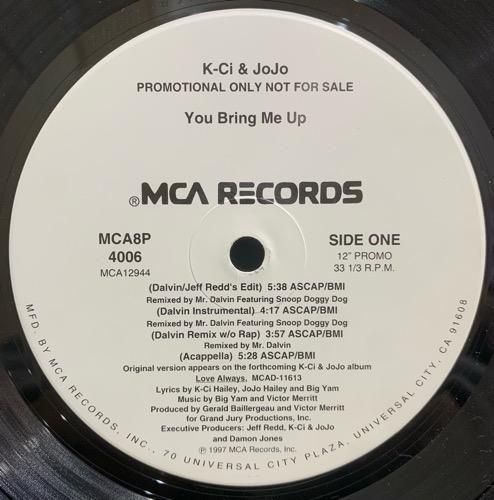 K-Ci & JoJo
PROMOTIONAL ONLY NOT FOR SALE
You Bring Me Up
®MCA RECORDS
MCA8P
4006
MCA12944
SIDE ONE
12" PROMO
33 1/3 R.P.M.
(Dalvin/Jeff Redd's Edit) 5:38 ASCAP/BMI
Remixed by Mr. Dalvin Featuring Snoop Doggy Dog
(Dalvin Instrumental) 4:17 ASCAP/BMI
Remixed by Mr. Dalvin Featuring Snoop Doggy Dog
(Dalvin Remix w/o Rap) 3:57 ASCAP/BMI
Remixed by Mr. Dalvin
(Acappella) 5:28 ASCAP/BMI
Original version appears on the forthcoming K-Ci & JoJo album
Love Always, MCAD-11613
Lyrics by K-Ci Hailey, JoJo Hailey and Big Yam
Music by Big Yam and Victor Merritt
Produced by Gerald Baillergeau and Victor Merritt
for Grand Jury Productions, Inc.
Executive Producers: Jeff Redd, K-Ci & JoJo
and Damon Jones
℗ 1997 MCA Records, Inc.
MFD. BY MCA RECORDS, INC., 70 UNIVERSAL CITY PLAZA, UNIVERSAL CITY, CA 91608